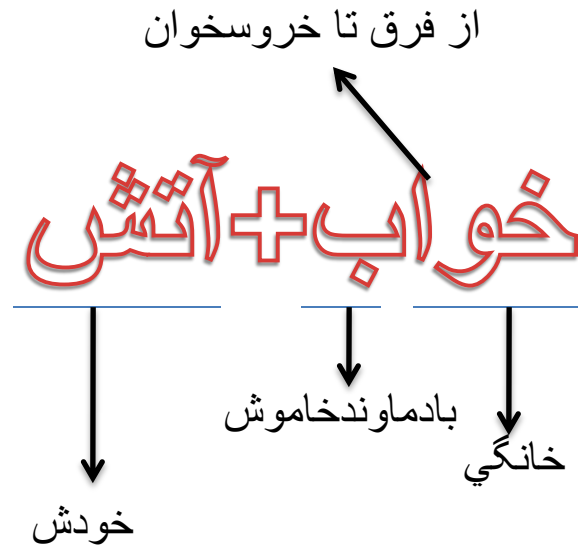 از فرق تا خروسخوان
خواب+آتش
بادماوندخاموش
خانگي
خودش